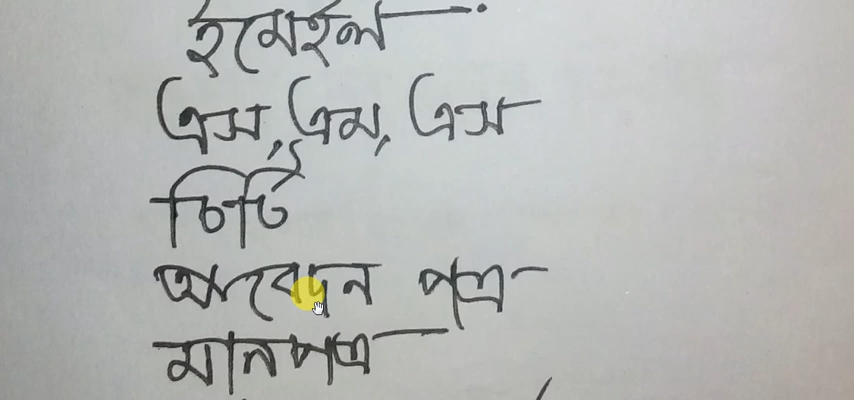 ইমেইল
এস,এম,এস
চিঠি
আবেদন পত্র
মানপত্র